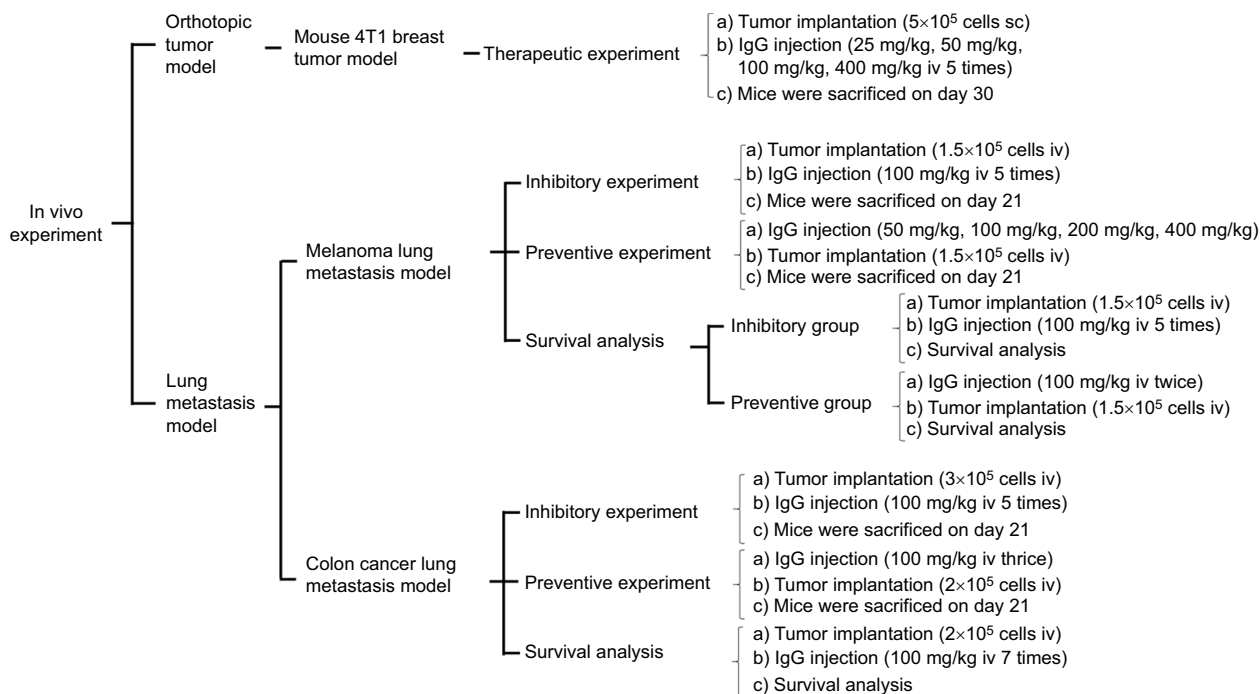 In vivo
experiment
Orthotopic
tumor
model
Mouse 4T1 breast
tumor model
Therapeutic experiment
a) Tumor implantation (5×10⁵ cells sc)
b) IgG injection (25 mg/kg, 50 mg/kg,
100 mg/kg, 400 mg/kg iv 5 times)
c) Mice were sacrificed on day 30
Lung
metastasis
model
Melanoma lung
metastasis model
Inhibitory experiment
a) Tumor implantation (1.5×10⁵ cells iv)
b) IgG injection (100 mg/kg iv 5 times)
c) Mice were sacrificed on day 21
Preventive experiment
a) IgG injection (50 mg/kg, 100 mg/kg, 200 mg/kg, 400 mg/kg)
b) Tumor implantation (1.5×10⁵ cells iv)
c) Mice were sacrificed on day 21
Survival analysis
Inhibitory group
a) Tumor implantation (1.5×10⁵ cells iv)
b) IgG injection (100 mg/kg iv 5 times)
c) Survival analysis
Preventive group
a) IgG injection (100 mg/kg iv twice)
b) Tumor implantation (1.5×10⁵ cells iv)
c) Survival analysis
Colon cancer lung
metastasis model
Inhibitory experiment
a) Tumor implantation (3×10⁵ cells iv)
b) IgG injection (100 mg/kg iv 5 times)
c) Mice were sacrificed on day 21
Preventive experiment
a) IgG injection (100 mg/kg iv thrice)
b) Tumor implantation (2×10⁵ cells iv)
c) Mice were sacrificed on day 21
Survival analysis
a) Tumor implantation (2×10⁵ cells iv)
b) IgG injection (100 mg/kg iv 7 times)
c) Survival analysis